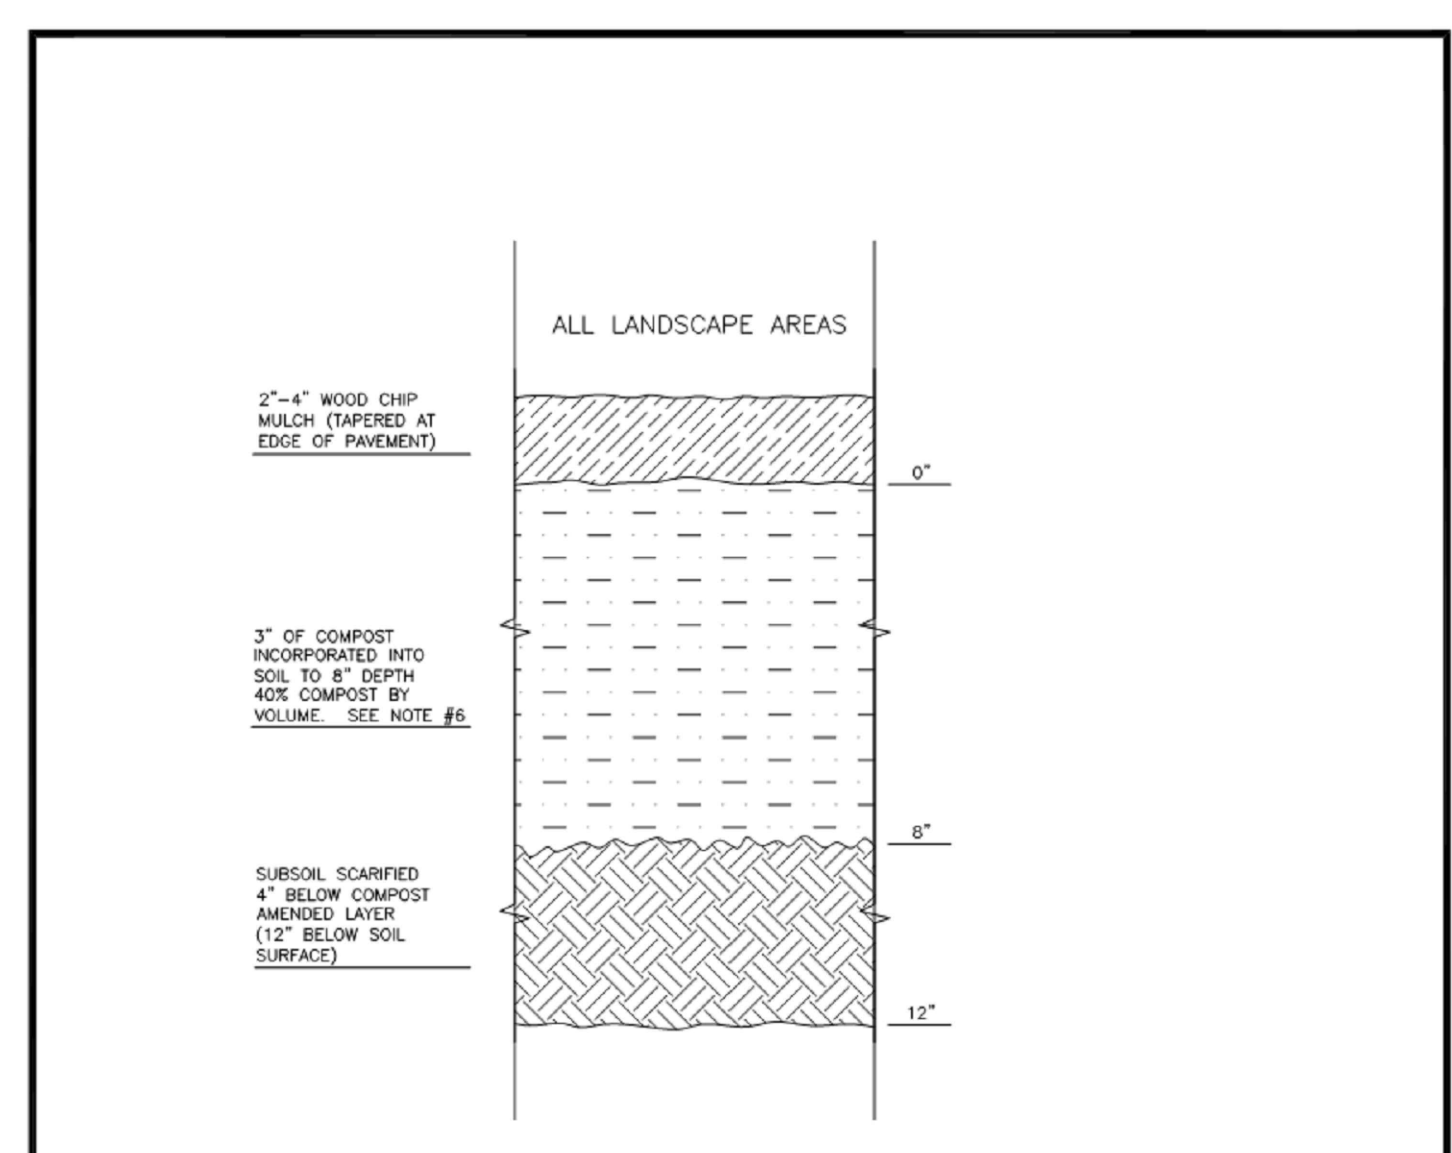 ALL LANDSCAPE AREAS
2"-4" WOOD CHIP
MULCH (TAPERED AT
EDGE OF PAVEMENT)
0"
3" OF COMPOST
INCORPORATED INTO
SOIL TO 8" DEPTH
40% COMPOST BY
VOLUME. SEE NOTE #6
8"
SUBSOIL SCARIFIED
4" BELOW COMPOST
AMENDED LAYER
(12" BELOW SOIL
SURFACE)
12"